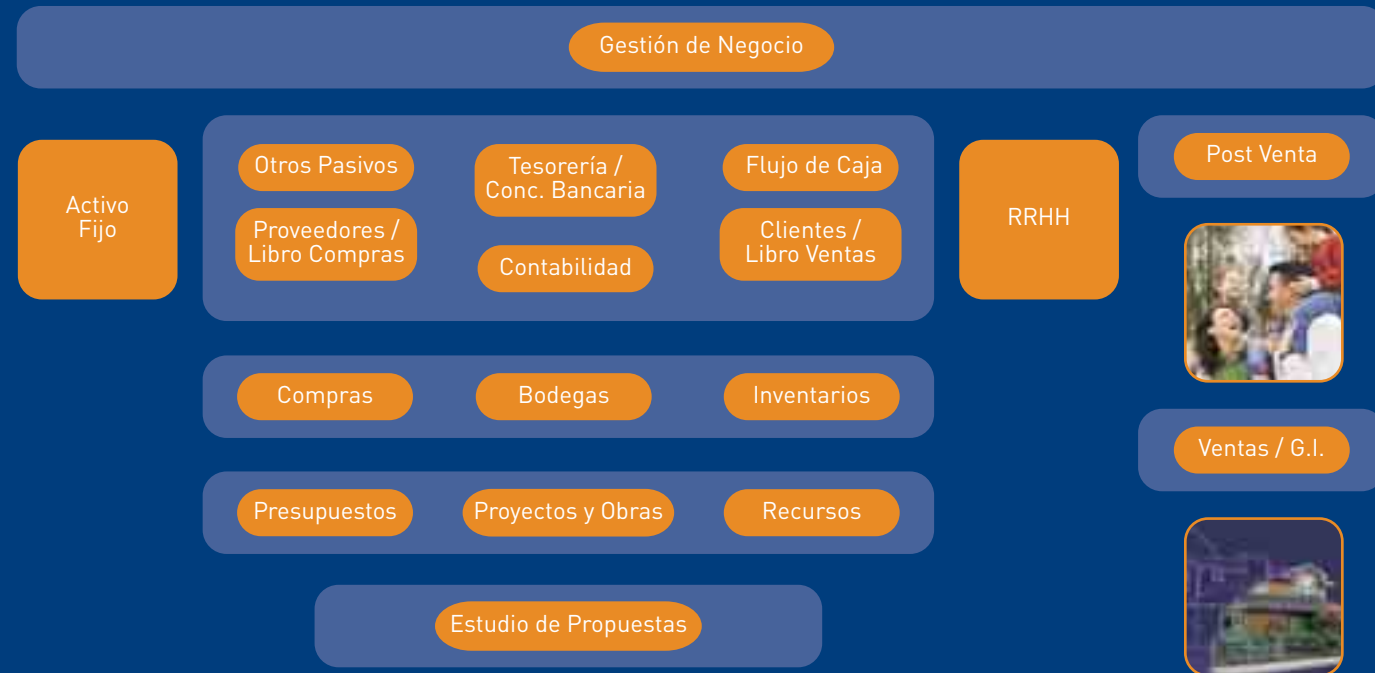 Gestión de Negocio
Activo
Fijo
Otros Pasivos
Tesorería /
Conc. Bancaria
Flujo de Caja
Proveedores /
Libro Compras
Contabilidad
Clientes /
Libro Ventas
RRHH
Post Venta
Compras
Bodegas
Inventarios
Ventas / G.I.
Presupuestos
Proyectos y Obras
Recursos
Estudio de Propuestas